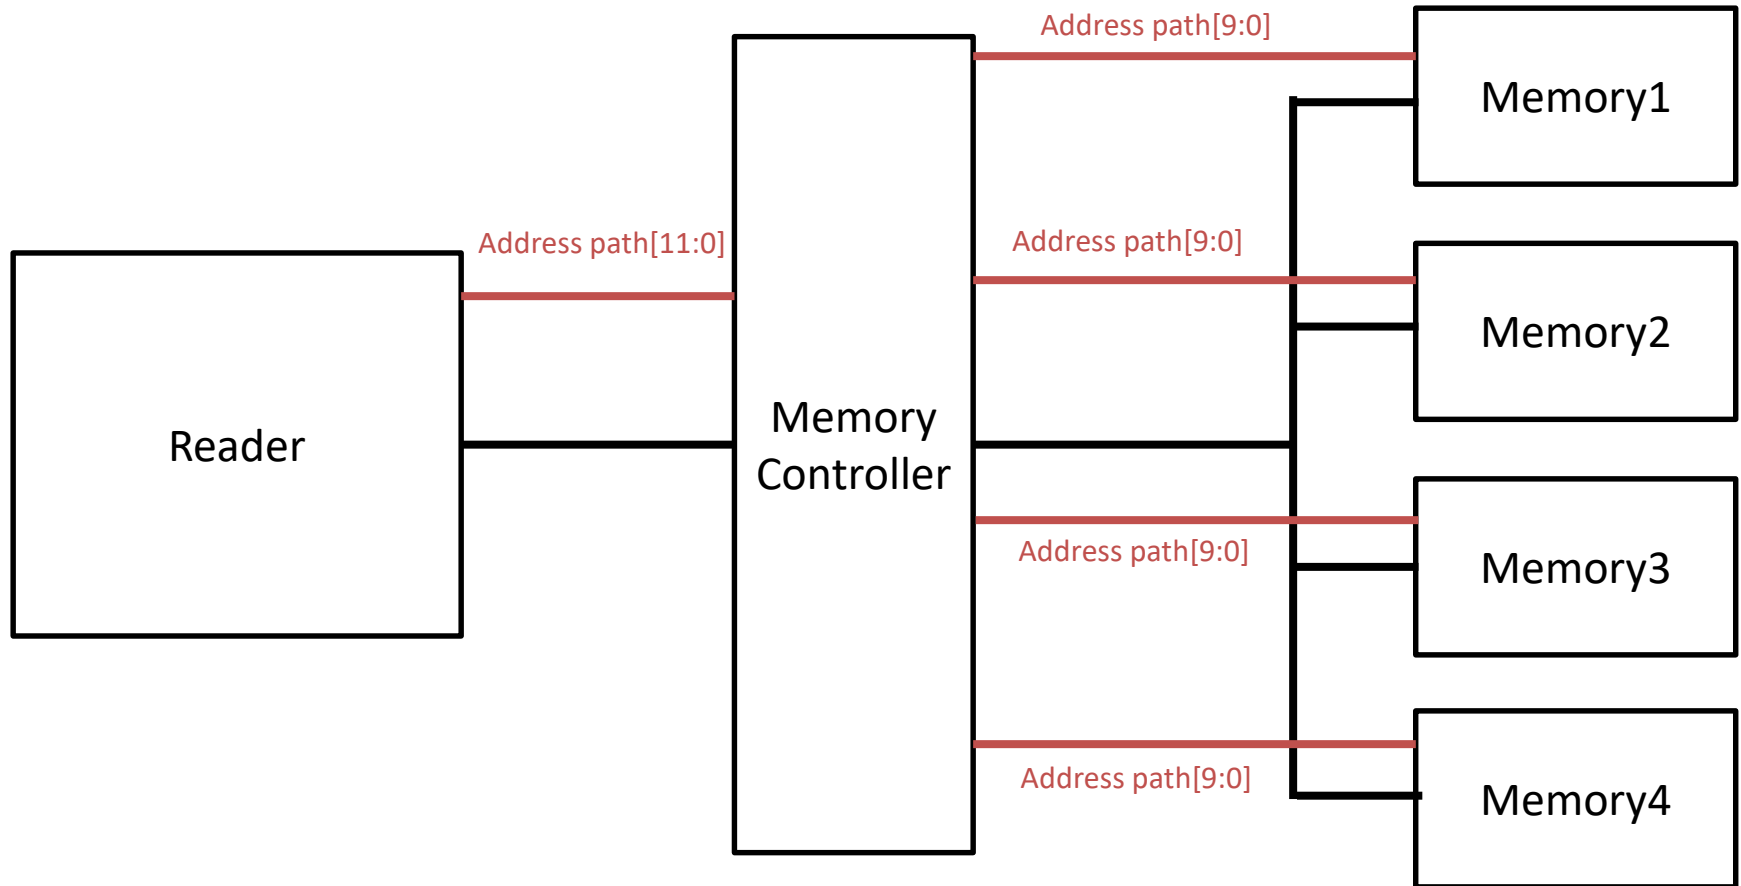 Address path[9:0]
Memory1
Address path[11:0]
Address path[9:0]
Memory2
Reader
Memory
Controller
Address path[9:0]
Memory3
Address path[9:0]
Memory4